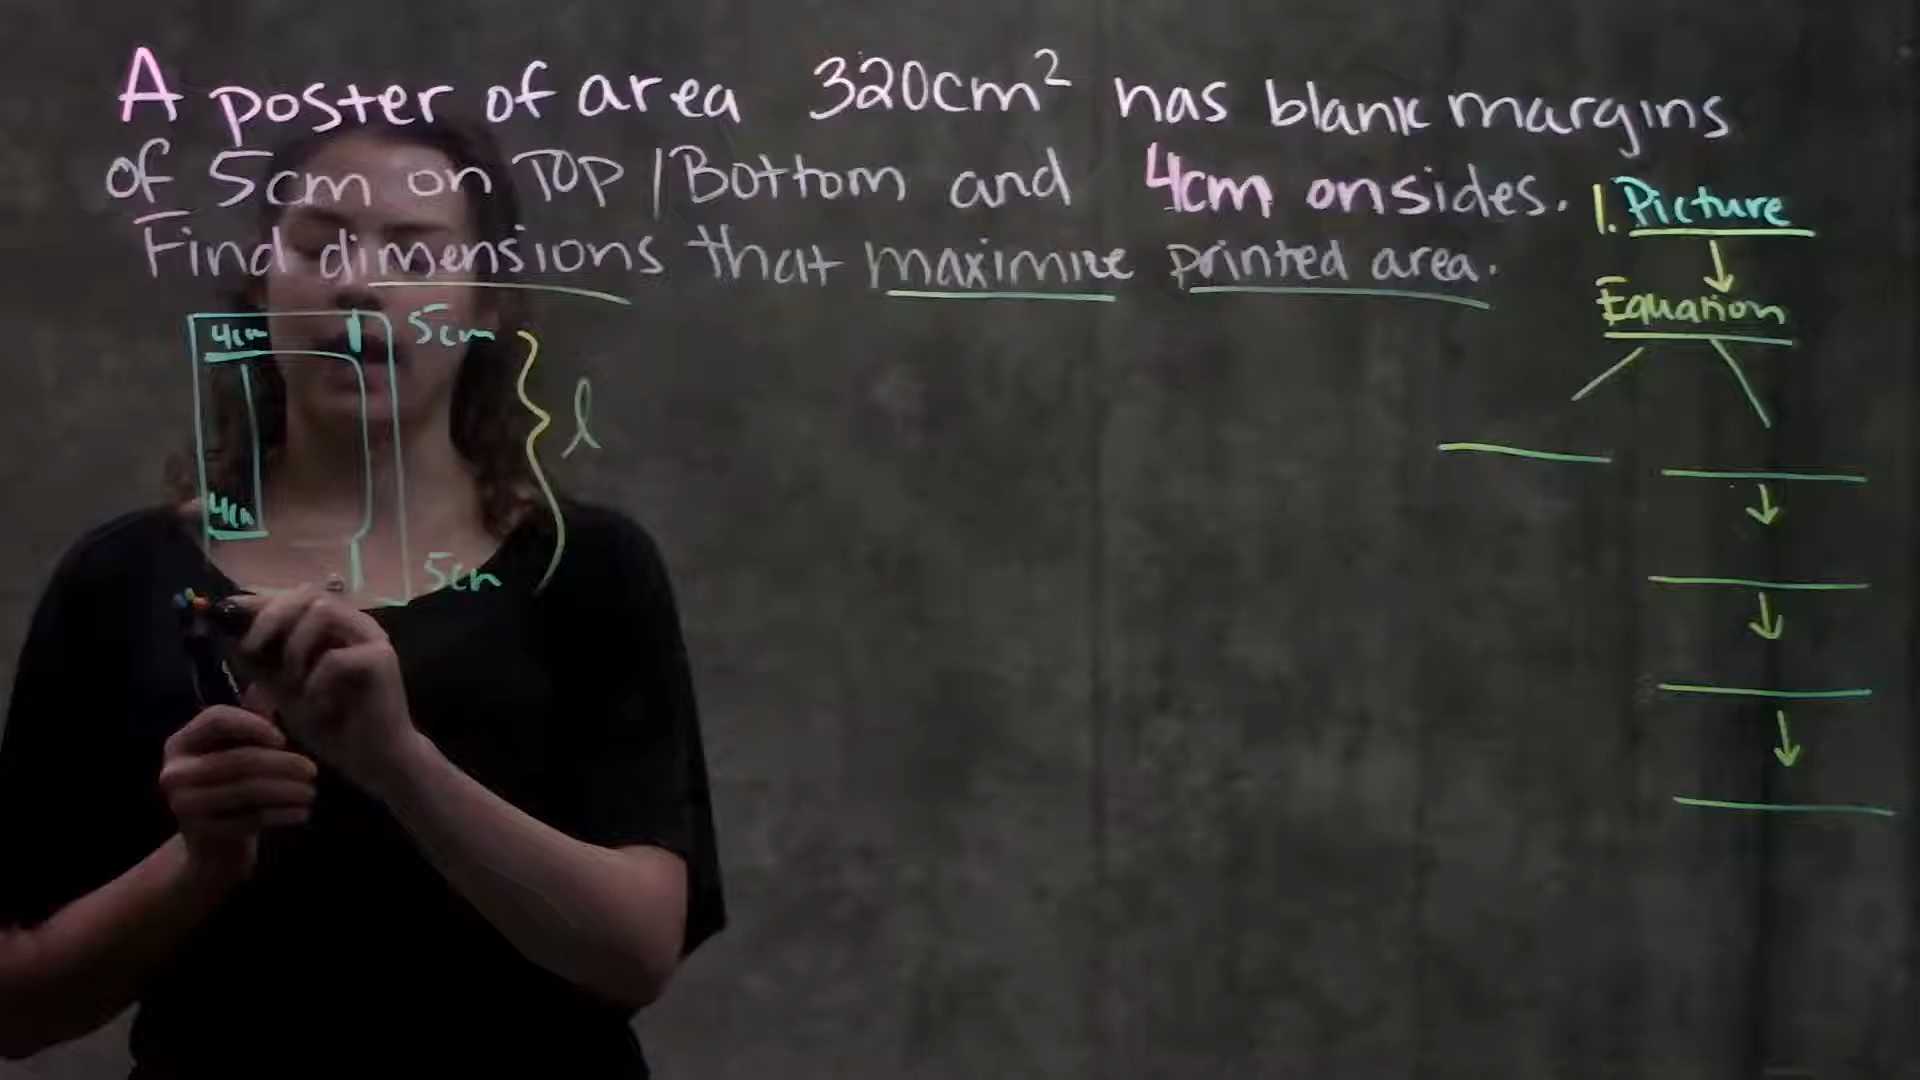 A poster of area 320cm² has blank margins
of 5cm on TOP/Bottom and 4cm on sides.
Find dimensions that maximize printed area.
1. Picture
Equation
4cm
5cm
l
4cm
5cm